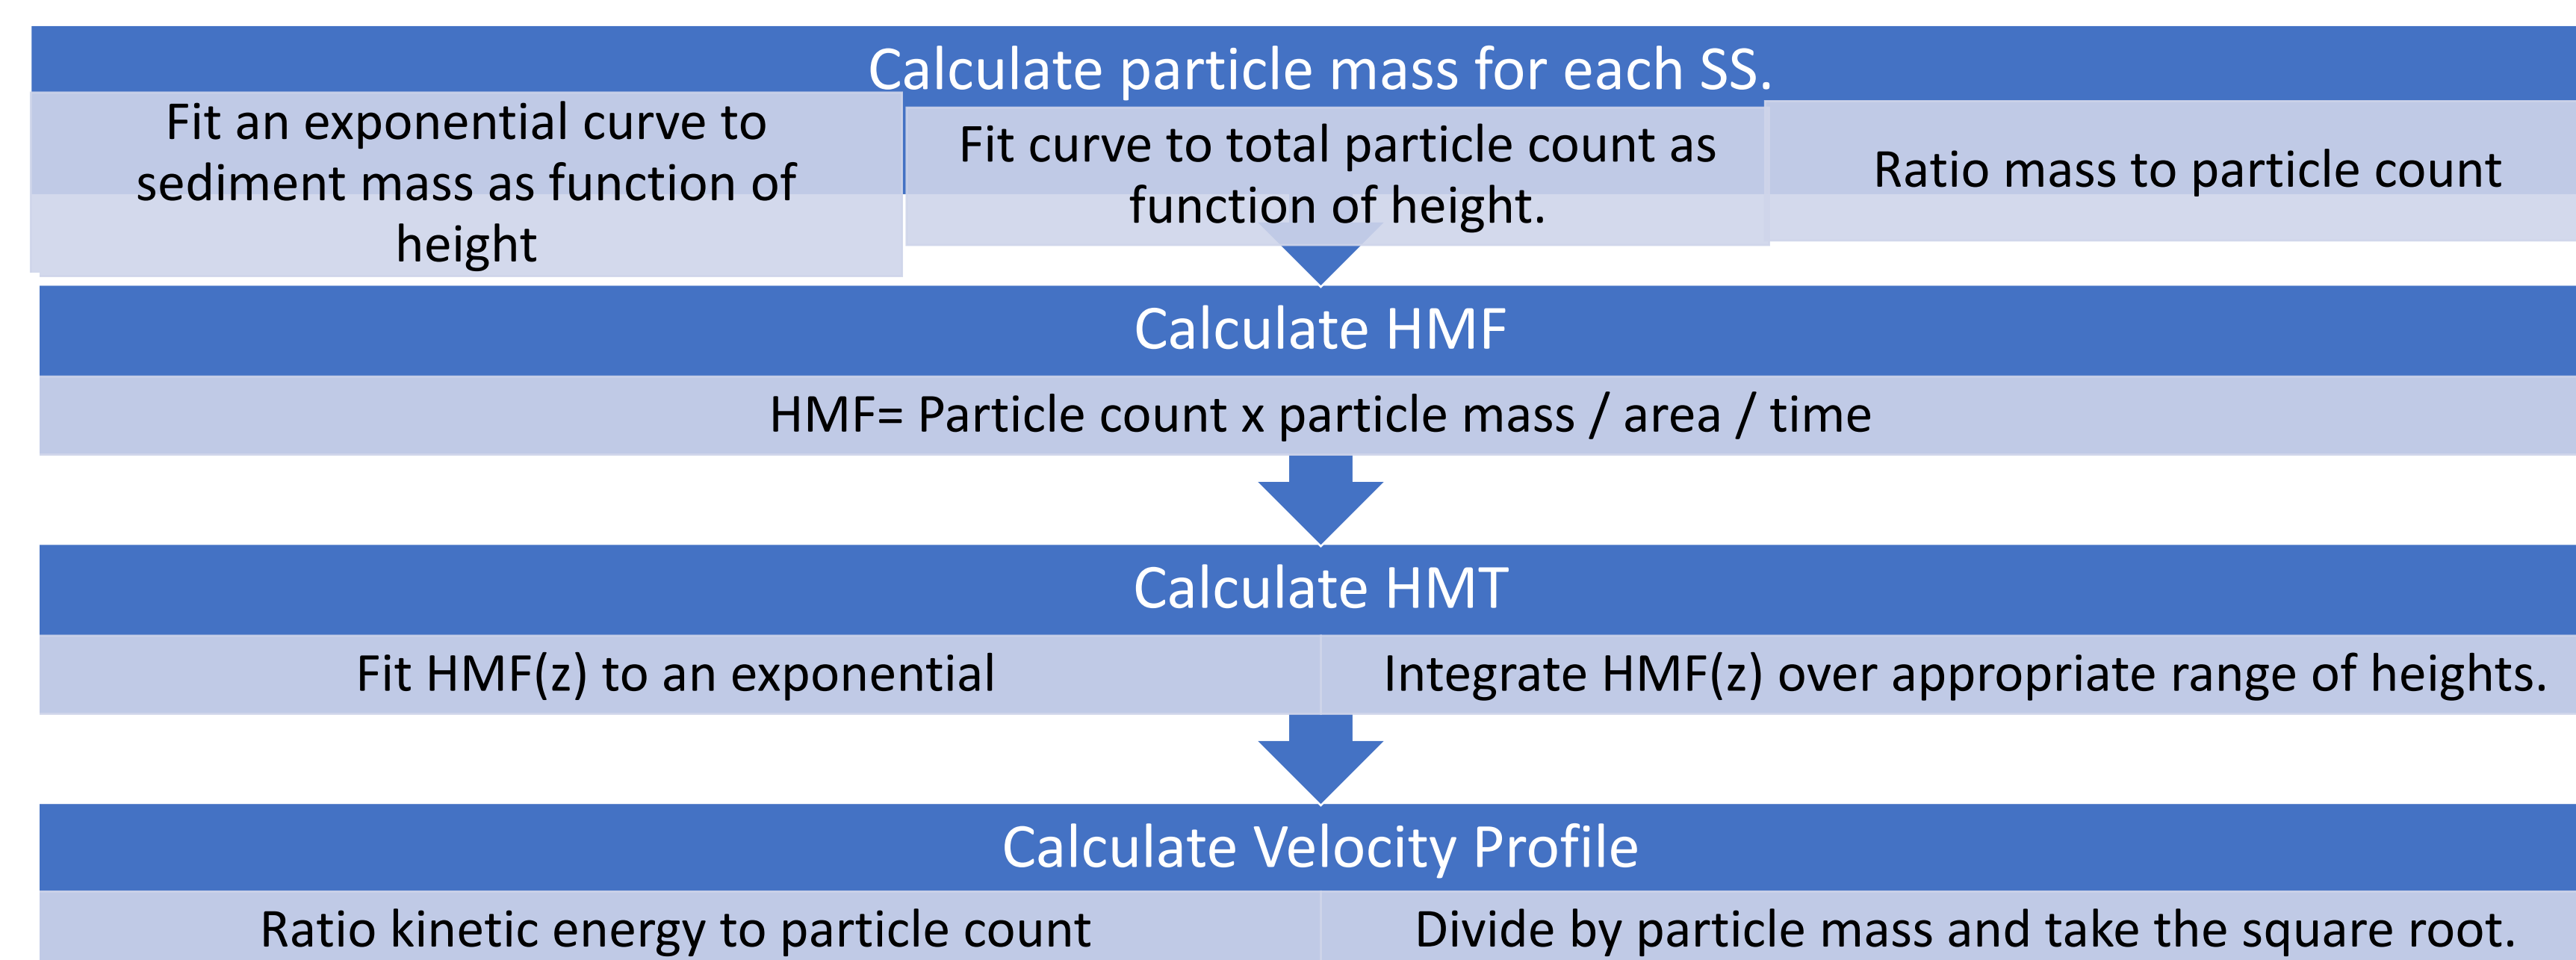 Calculate particle mass for each SS.
Fit an exponential curve to
sediment mass as function of
height
Fit curve to total particle count as
function of height.
Ratio mass to particle count
Calculate HMF
HMF= Particle count x particle mass / area / time
Calculate HMT
Fit HMF(z) to an exponential
Integrate HMF(z) over appropriate range of heights.
Calculate Velocity Profile
Ratio kinetic energy to particle count
Divide by particle mass and take the square root.